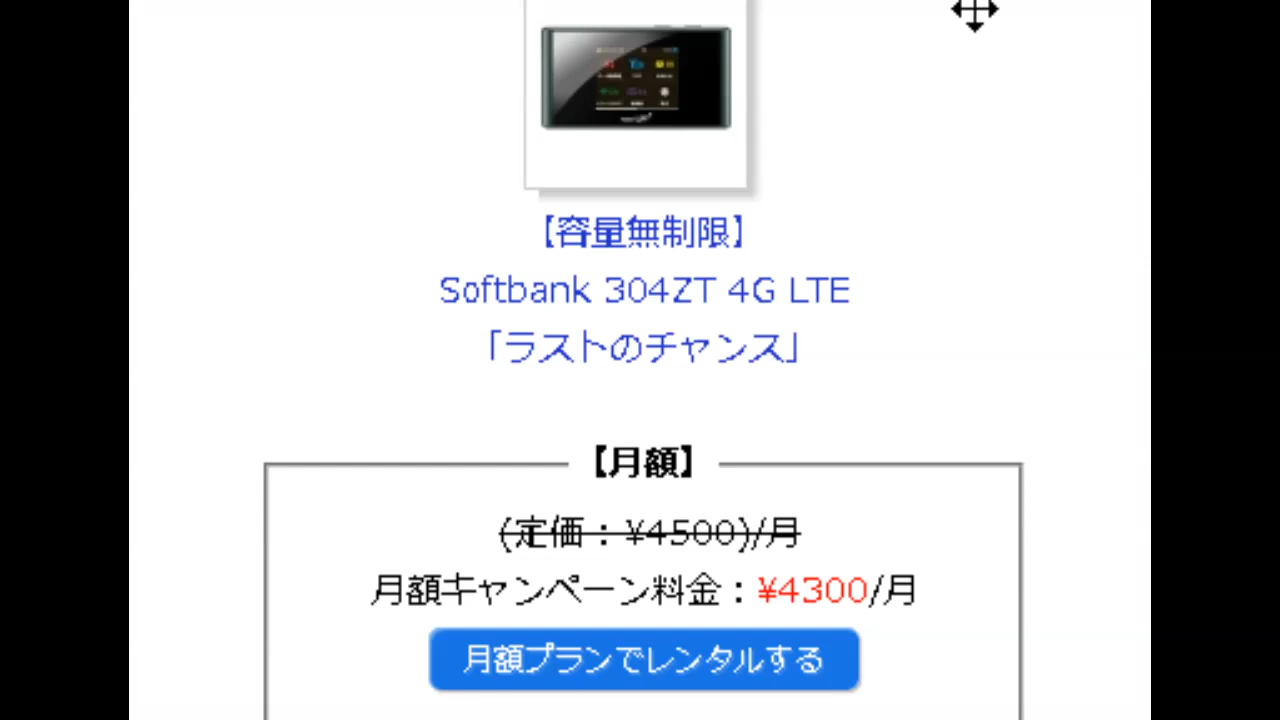 【容量無制限】
Softbank 304ZT 4G LTE
「ラストのチャンス」
【月額】
(定価：¥4500)/月
月額キャンペーン料金：¥4300/月
月額プランでレンタルする